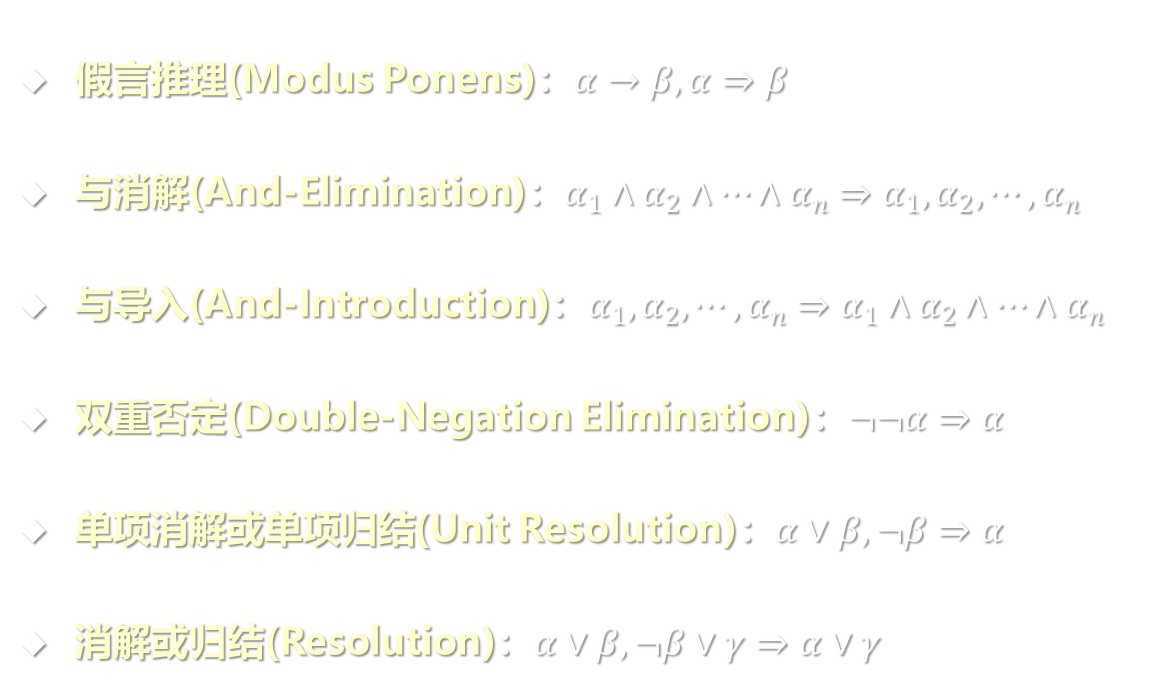 ❖ 假言推理(Modus Ponens)：α → β, α ⇒ β
❖ 与消解(And-Elimination)：α₁ ∧ α₂ ∧ ⋯ ∧ αₙ ⇒ α₁, α₂, ⋯, αₙ
❖ 与导入(And-Introduction)：α₁, α₂, ⋯, αₙ ⇒ α₁ ∧ α₂ ∧ ⋯ ∧ αₙ
❖ 双重否定(Double-Negation Elimination)：¬¬α ⇒ α
❖ 单项消解或单项归结(Unit Resolution)：α ∨ β, ¬β ⇒ α
❖ 消解或归结(Resolution)：α ∨ β, ¬β ∨ γ ⇒ α ∨ γ